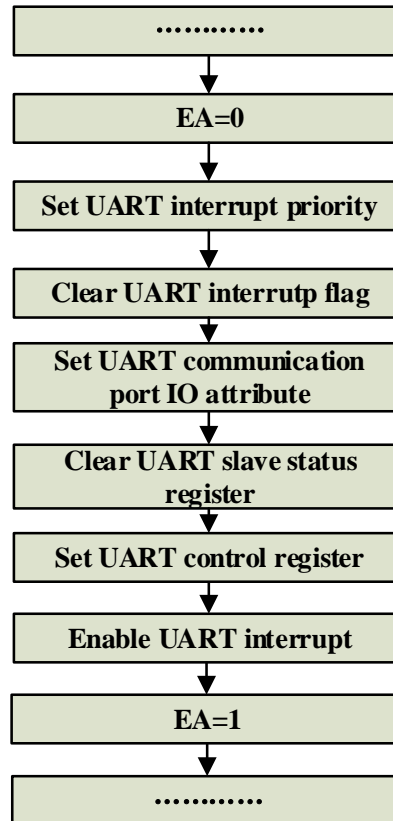 ............
EA=0
Set UART interrupt priority
Clear UART interrutp flag
Set UART communication
port IO attribute
Clear UART slave status
register
Set UART control register
Enable UART interrupt
EA=1
............